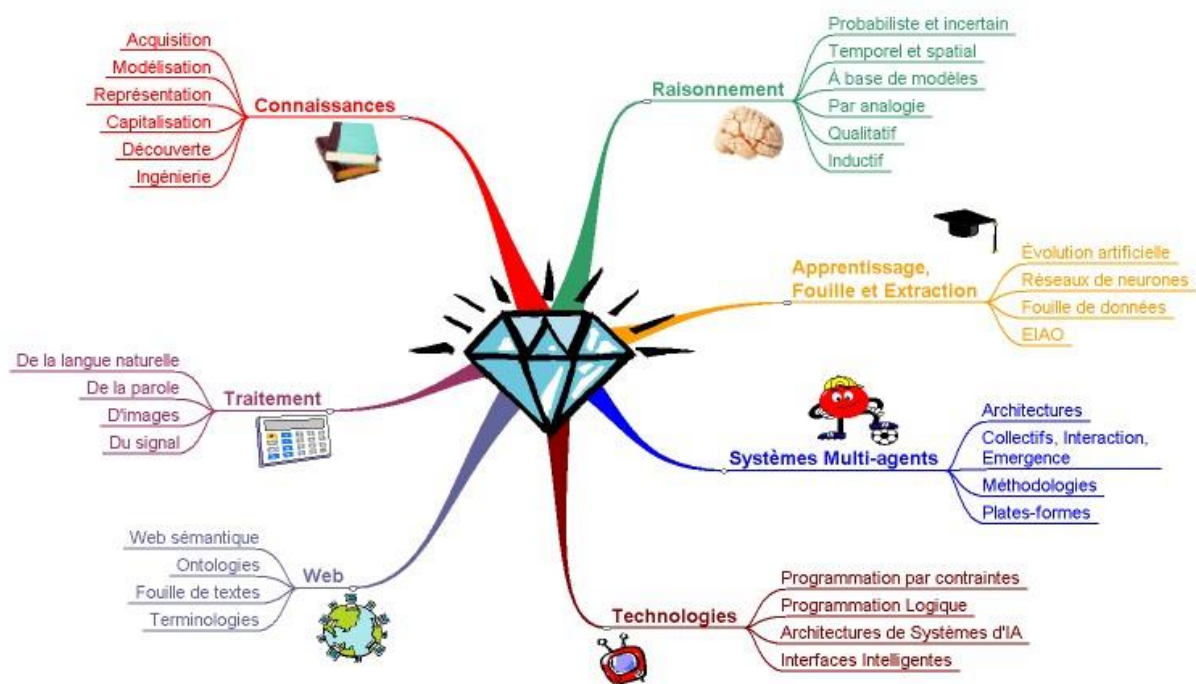 Acquisition
Modélisation
Représentation
Capitalisation
Découverte
Ingénierie
Connaissances
Probabiliste et incertain
Temporel et spatial
À base de modèles
Par analogie
Qualitatif
Inductif
Raisonnement
Apprentissage,
Fouille et Extraction
Évolution artificielle
Réseaux de neurones
Fouille de données
EIAO
De la langue naturelle
De la parole
D'images
Du signal
Traitement
Systèmes Multi-agents
Architectures
Collectifs, Interaction,
Emergence
Méthodologies
Plates-formes
Web sémantique
Ontologies
Fouille de textes
Terminologies
Web
Technologies
Programmation par contraintes
Programmation Logique
Architectures de Systèmes d'IA
Interfaces Intelligentes